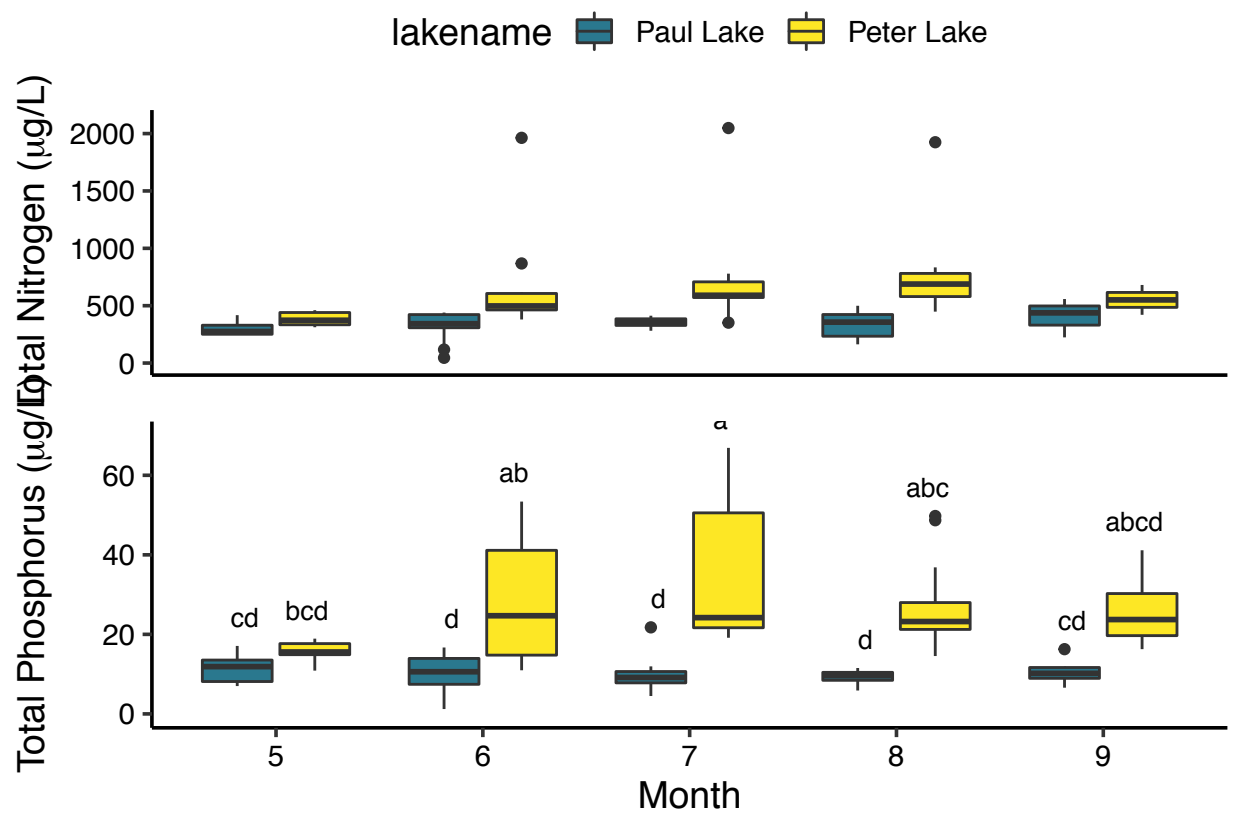 lakename Paul Lake Peter Lake
Total Nitrogen (µg/L)
2000
1500
1000
500
0
Total Phosphorus (µg/L)
60
40
20
0
a
ab
abc
abcd
cd
bcd
d
d
d
cd
5 6 7 8 9
Month